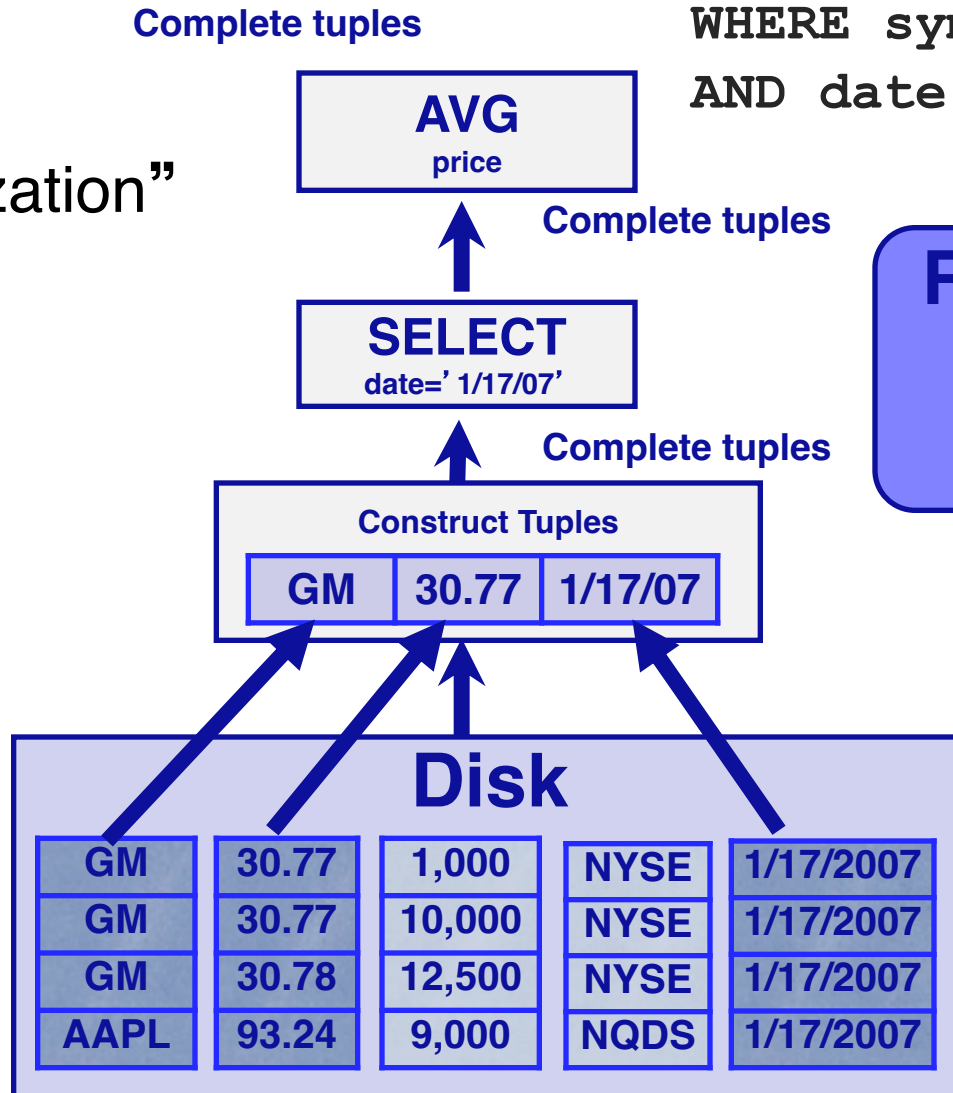 Complete tuples
WHERE syn
AND date
AVG
price
zation”
Complete tuples
SELECT
date=’ 1/17/07’
Complete tuples
Construct Tuples
GM 30.77 1/17/07
Disk
GM 30.77 1,000 NYSE 1/17/2007
GM 30.77 10,000 NYSE 1/17/2007
GM 30.78 12,500 NYSE 1/17/2007
AAPL 93.24 9,000 NQDS 1/17/2007